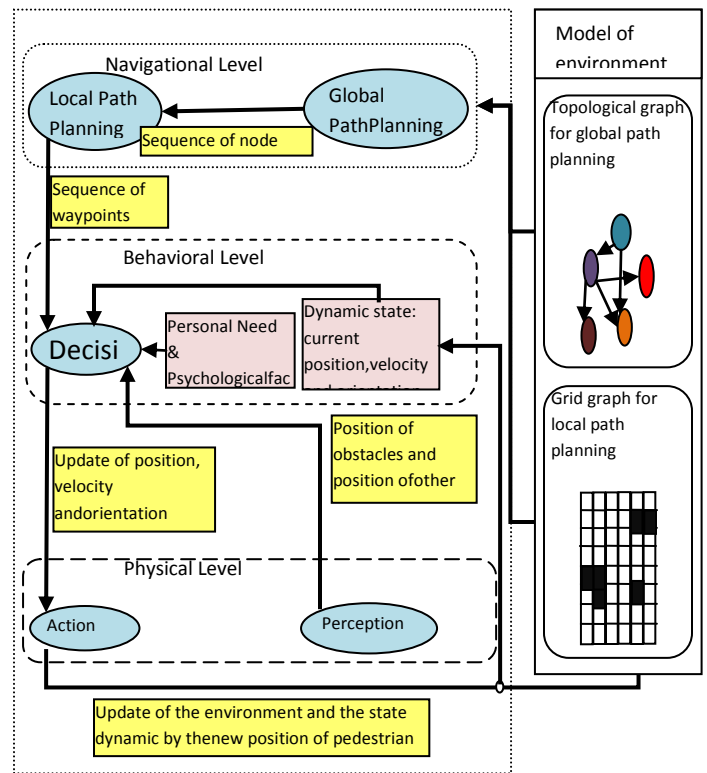 Navigational Level
Local Path
Planning
Global
PathPlanning
Sequence of node
Sequence of
waypoints
Behavioral Level
Decisi
Personal Need
&
Psychologicalfac
Dynamic state:
current
position,velocity
andorientation
Update of position,
velocity
andorientation
Position of
obstacles and
position ofother
Physical Level
Action
Perception
Update of the environment and the state
dynamic by thenew position of pedestrian
Model of
environment
Topological graph
for global path
planning
Grid graph for
local path
planning